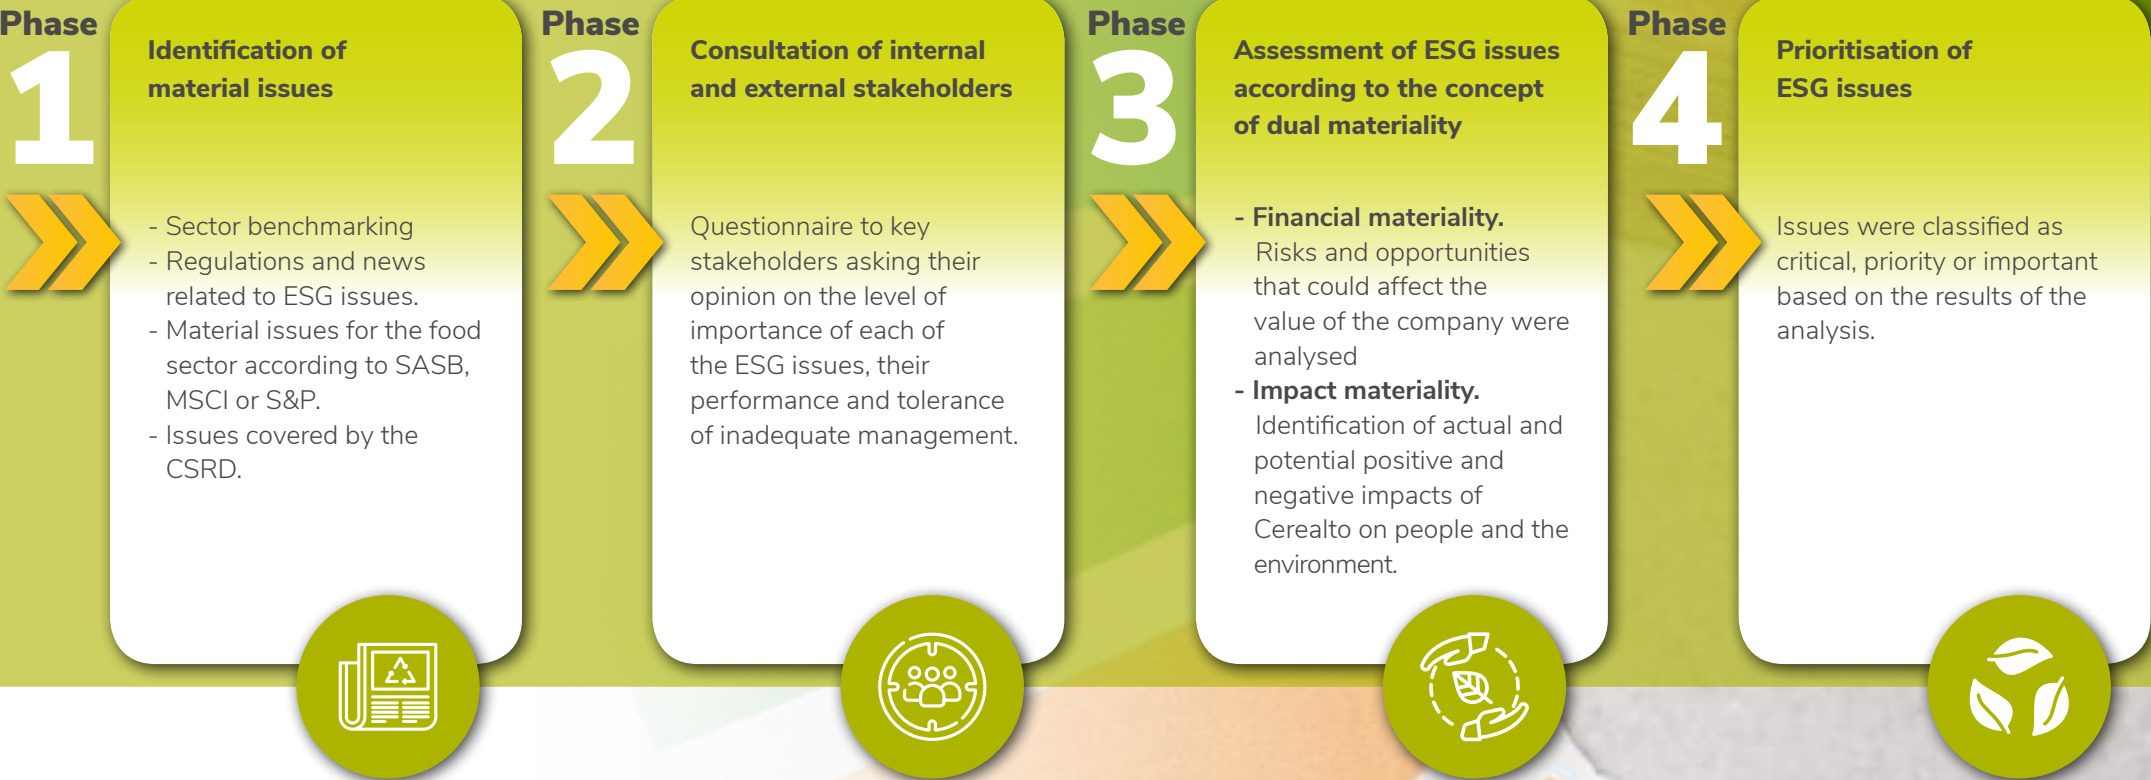 Phase
1
Identification of
material issues
- Sector benchmarking
- Regulations and news
related to ESG issues.
- Material issues for the food
sector according to SASB,
MSCI or S&P.
- Issues covered by the
CSRD.
Phase
2
Consultation of internal
and external stakeholders
Questionnaire to key
stakeholders asking their
opinion on the level of
importance of each of
the ESG issues, their
performance and tolerance
of inadequate management.
Phase
3
Assessment of ESG issues
according to the concept
of dual materiality
- Financial materiality.
Risks and opportunities
that could affect the
value of the company were
analysed
- Impact materiality.
Identification of actual and
potential positive and
negative impacts of
Cerealto on people and the
environment.
Phase
4
Prioritisation of
ESG issues
Issues were classified as
critical, priority or important
based on the results of the
analysis.